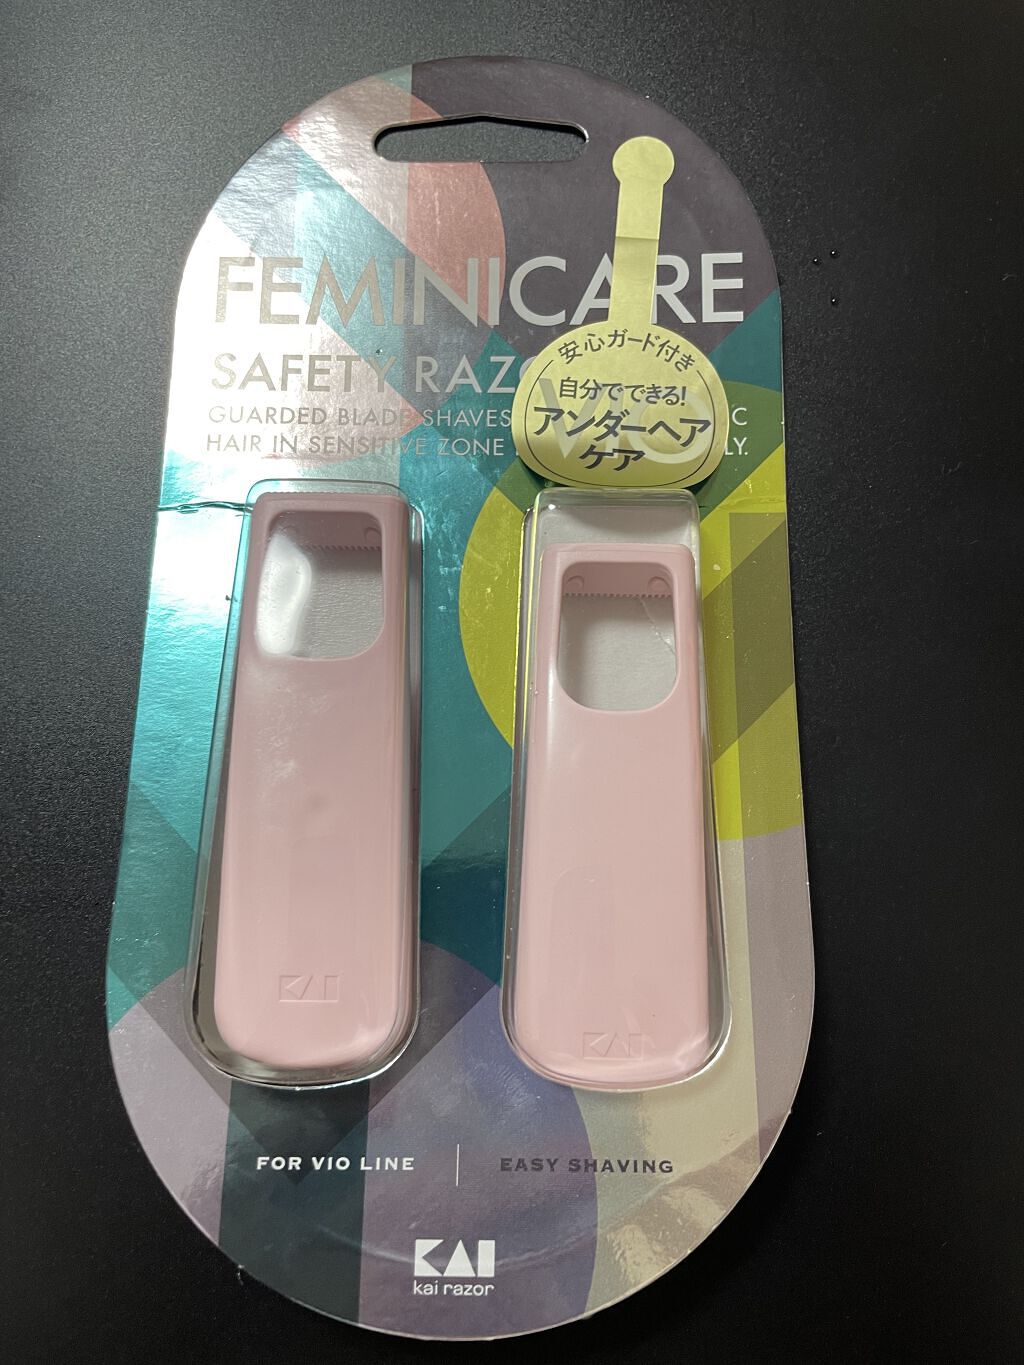 FEMINICARE
安心ガード付き
SAFETY RAZO
自分でできる!
GUARDED BLADE SHAVES
アンダーヘア
HAIR IN SENSITIVE ZONE
ケア
VIO
KAI
KAI
FOR VIO LINE
EASY SHAVING
KAI
kai razor